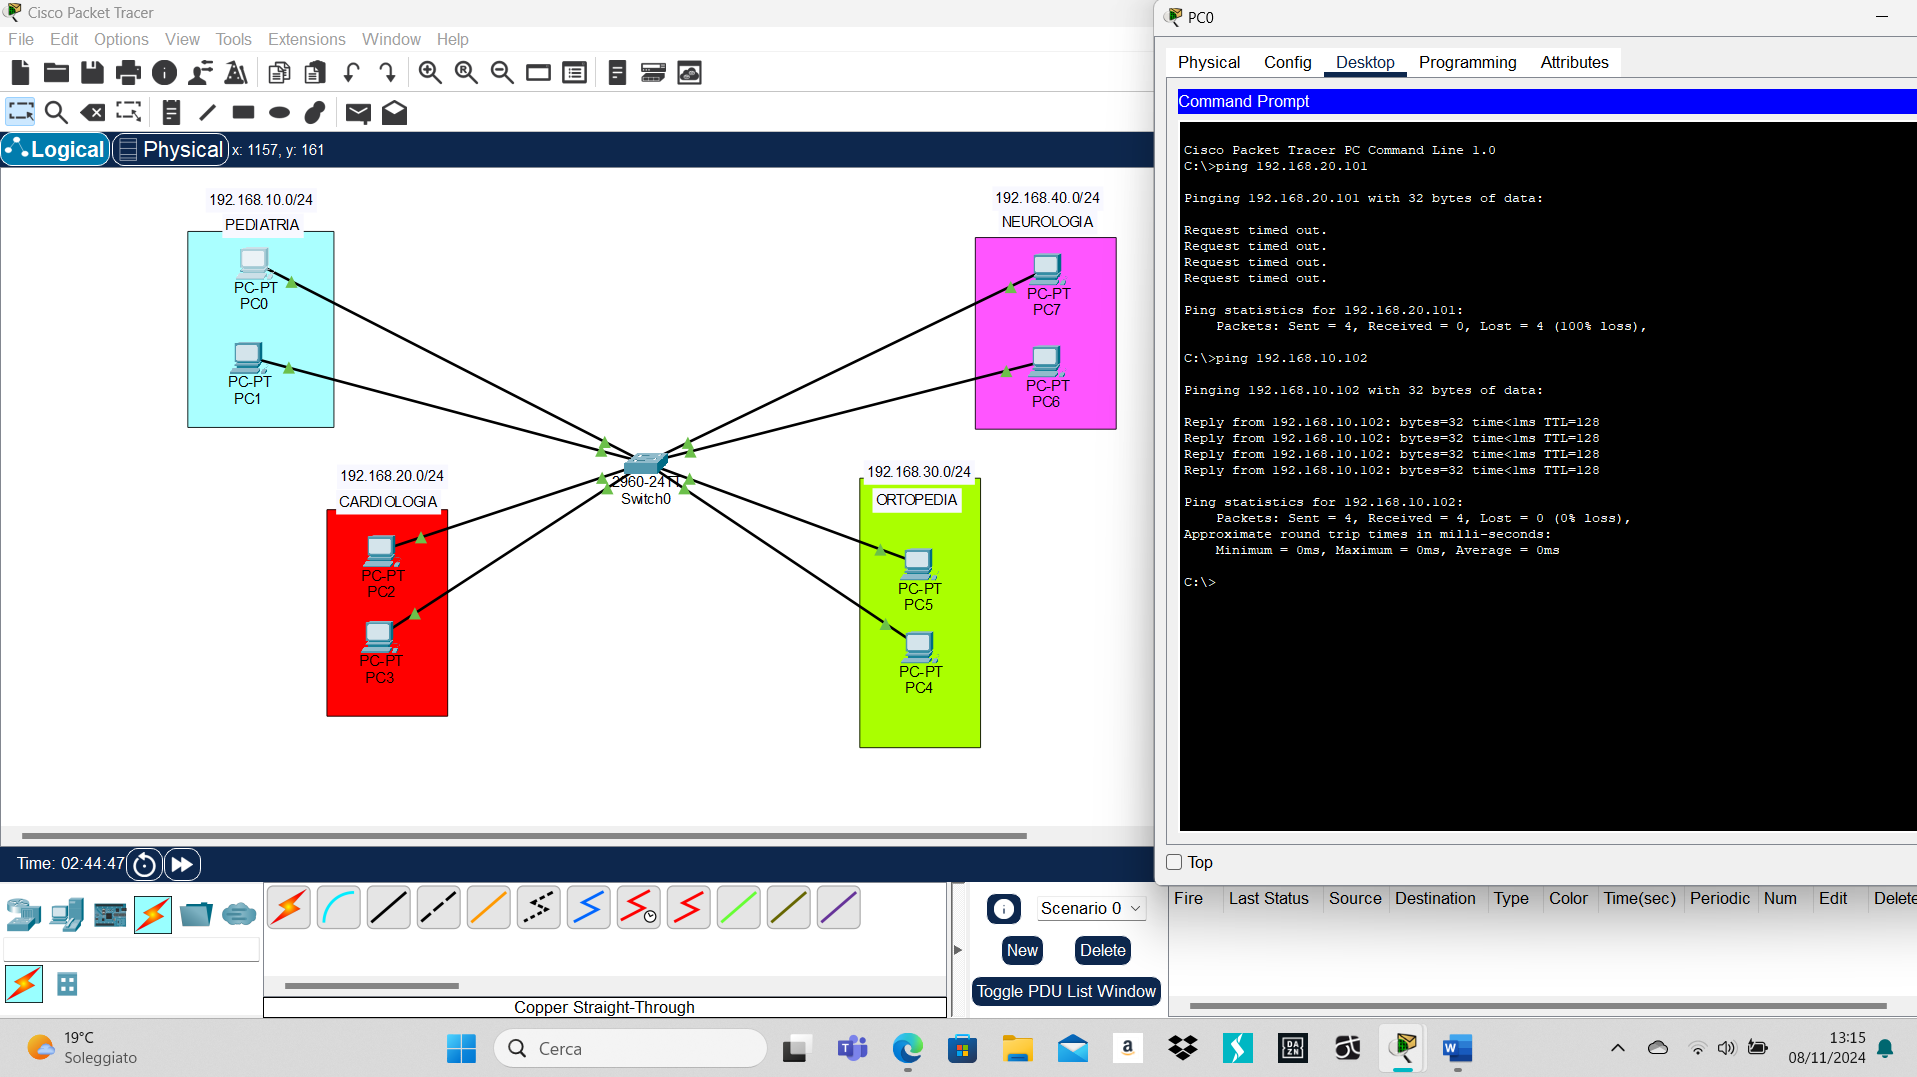 Cisco Packet Tracer
File Edit Options View Tools Extensions Window Help
Logical Physical x: 1157, y: 161
192.168.10.0/24
PEDIATRIA
PC-PT
PC0
PC-PT
PC1
192.168.40.0/24
NEUROLOGIA
PC-PT
PC7
PC-PT
PC6
2960-24TT
Switch0
192.168.20.0/24
CARDIOLOGIA
PC-PT
PC2
PC-PT
PC3
192.168.30.0/24
ORTOPEDIA
PC-PT
PC5
PC-PT
PC4
PC0
Physical Config Desktop Programming Attributes
Command Prompt
Cisco Packet Tracer PC Command Line 1.0
C:\>ping 192.168.20.101
Pinging 192.168.20.101 with 32 bytes of data:
Request timed out.
Request timed out.
Request timed out.
Request timed out.
Ping statistics for 192.168.20.101:
Packets: Sent = 4, Received = 0, Lost = 4 (100% loss),
C:\>ping 192.168.10.102
Pinging 192.168.10.102 with 32 bytes of data:
Reply from 192.168.10.102: bytes=32 time<1ms TTL=128
Reply from 192.168.10.102: bytes=32 time<1ms TTL=128
Reply from 192.168.10.102: bytes=32 time<1ms TTL=128
Reply from 192.168.10.102: bytes=32 time<1ms TTL=128
Ping statistics for 192.168.10.102:
Packets: Sent = 4, Received = 4, Lost = 0 (0% loss),
Approximate round trip times in milli-seconds:
Minimum = 0ms, Maximum = 0ms, Average = 0ms
C:\>
Top
Time: 02:44:47
Copper Straight-Through
Scenario 0
New Delete
Toggle PDU List Window
Fire Last Status Source Destination Type Color Time(sec) Periodic Num Edit Delete
19°C
Soleggiato
Cerca
DAZN
13:15
08/11/2024